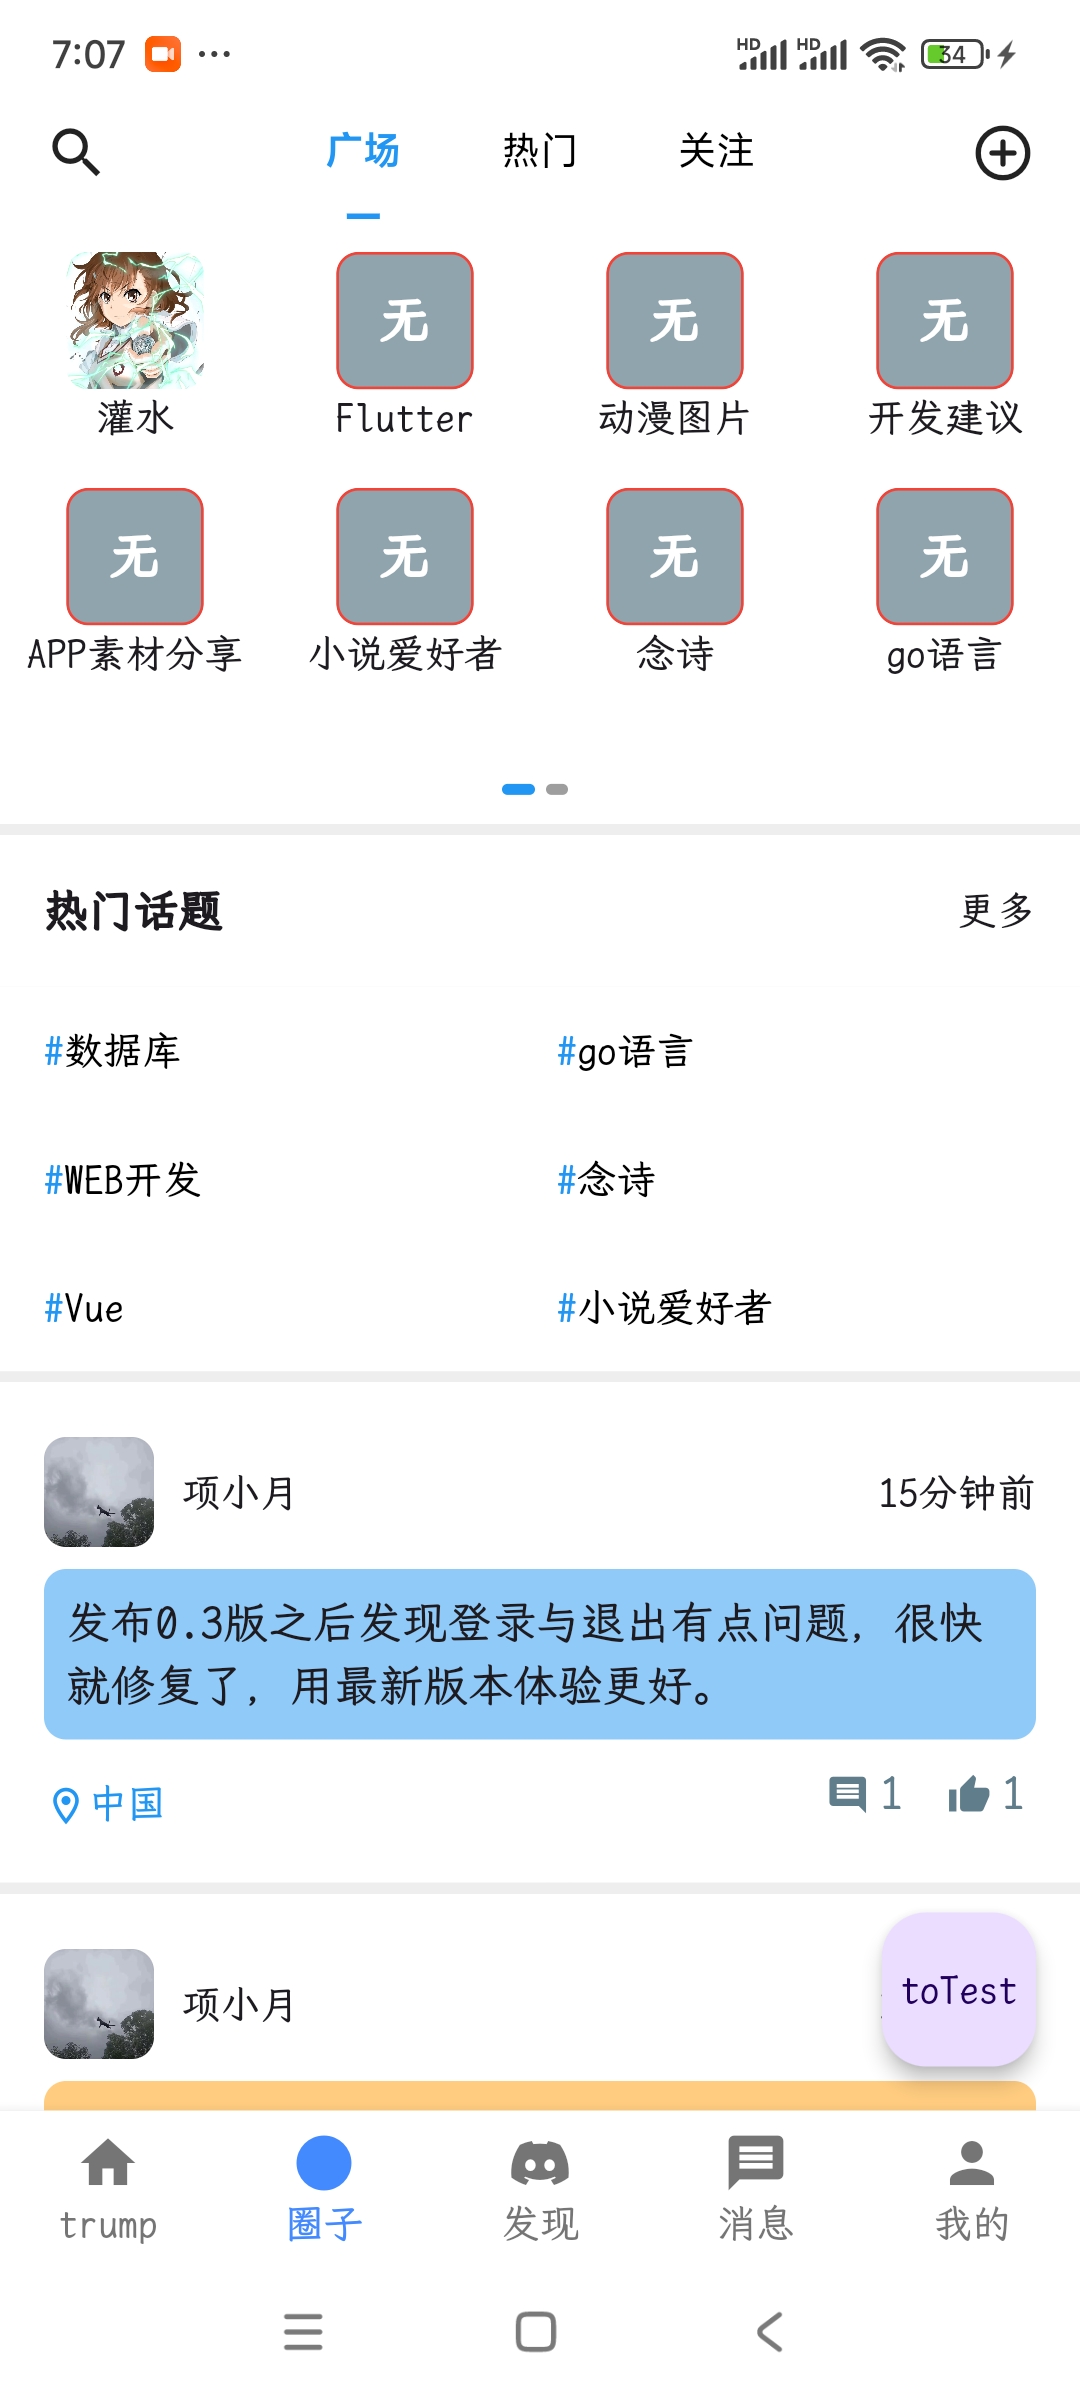 7:07
HD HD 34
广场 热门 关注
无 无 无
灌水 Flutter 动漫图片 开发建议
无 无 无 无
APP素材分享 小说爱好者 念诗 go语言
热门话题 更多
#数据库 #go语言
#WEB开发 #念诗
#Vue #小说爱好者
项小月 15分钟前
发布0.3版之后发现登录与退出有点问题，很快
就修复了，用最新版本体验更好。
中国 1 1
项小月
toTest
trump 圈子 发现 消息 我的